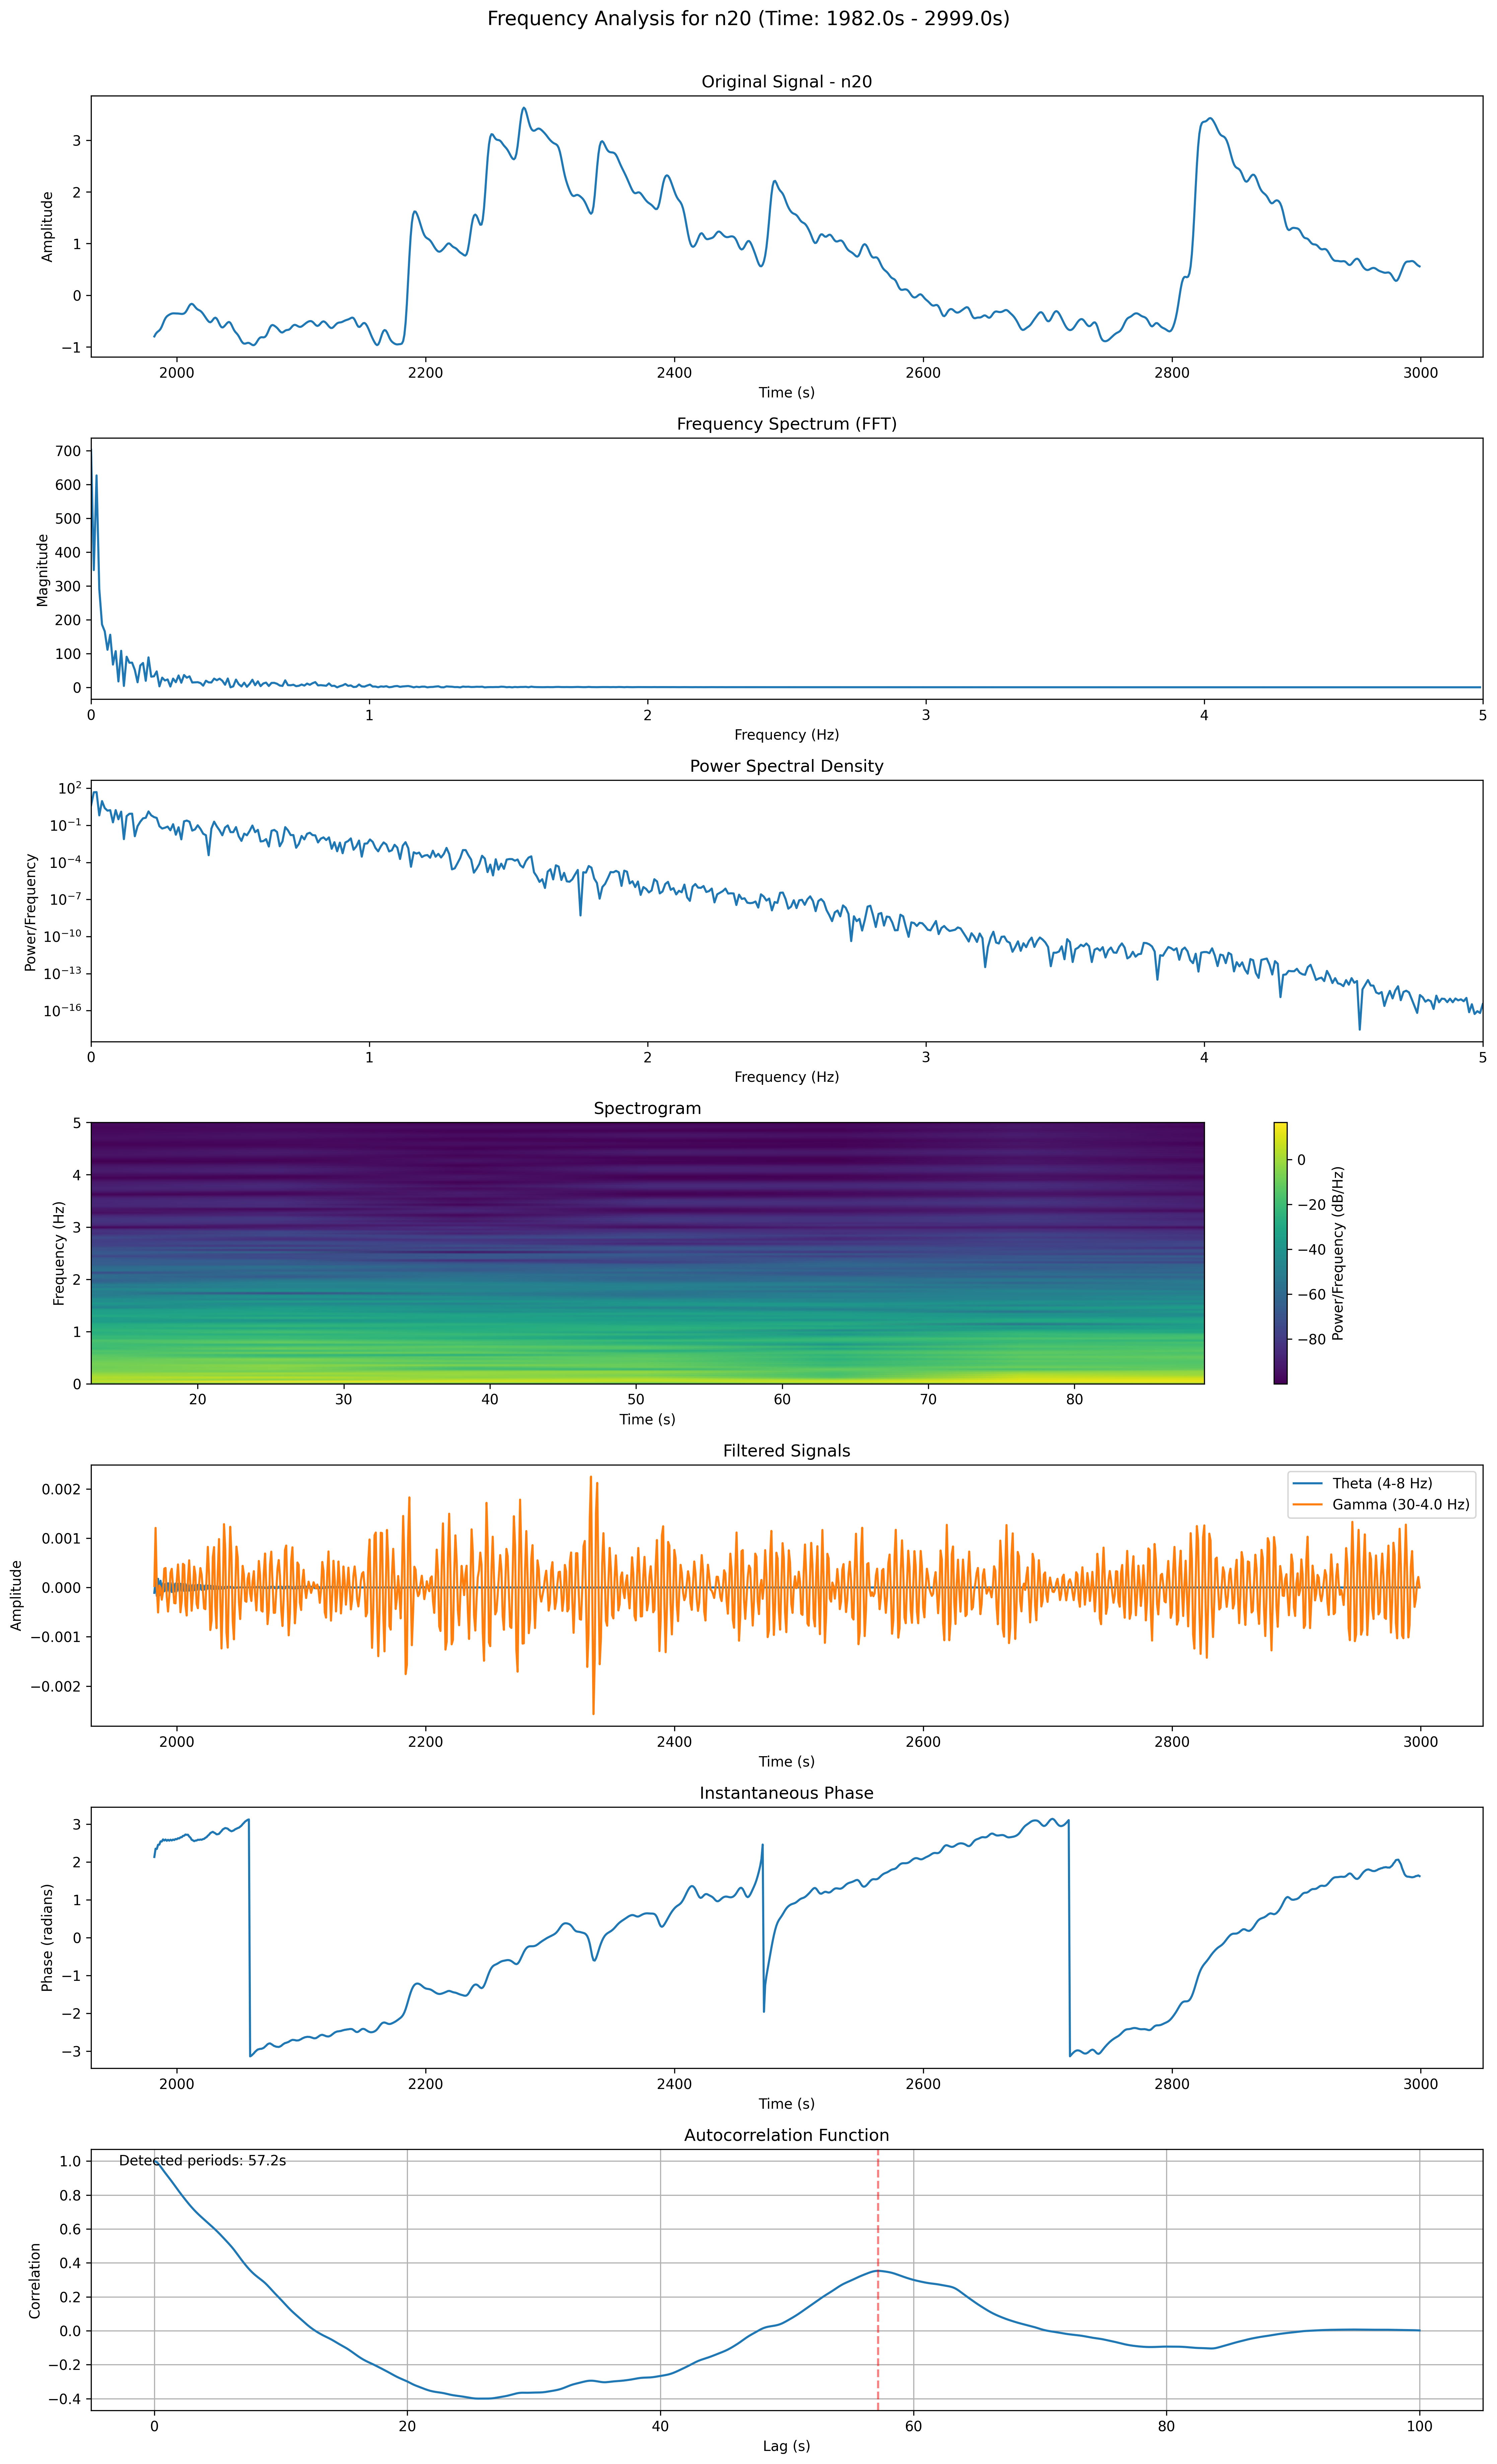 Frequency Analysis for n20 (Time: 1982.0s - 2999.0s)
Original Signal - n20
Amplitude
3
2
1
0
−1
2000 2200 2400 2600 2800 3000
Time (s)
Frequency Spectrum (FFT)
Magnitude
700
600
500
400
300
200
100
0
0 1 2 3 4 5
Frequency (Hz)
Power Spectral Density
Power/Frequency
10²
10⁻¹
10⁻⁴
10⁻⁷
10⁻¹⁰
10⁻¹³
10⁻¹⁶
0 1 2 3 4 5
Frequency (Hz)
Spectrogram
Frequency (Hz)
5
4
3
2
1
0
20 30 40 50 60 70 80
Time (s)
0
−20
−40
−60
−80
Power/Frequency (dB/Hz)
Filtered Signals
Theta (4-8 Hz)
Gamma (30-4.0 Hz)
Amplitude
0.002
0.001
0.000
−0.001
−0.002
2000 2200 2400 2600 2800 3000
Time (s)
Instantaneous Phase
Phase (radians)
3
2
1
0
−1
−2
−3
2000 2200 2400 2600 2800 3000
Time (s)
Autocorrelation Function
Detected periods: 57.2s
Correlation
1.0
0.8
0.6
0.4
0.2
0.0
−0.2
−0.4
0 20 40 60 80 100
Lag (s)